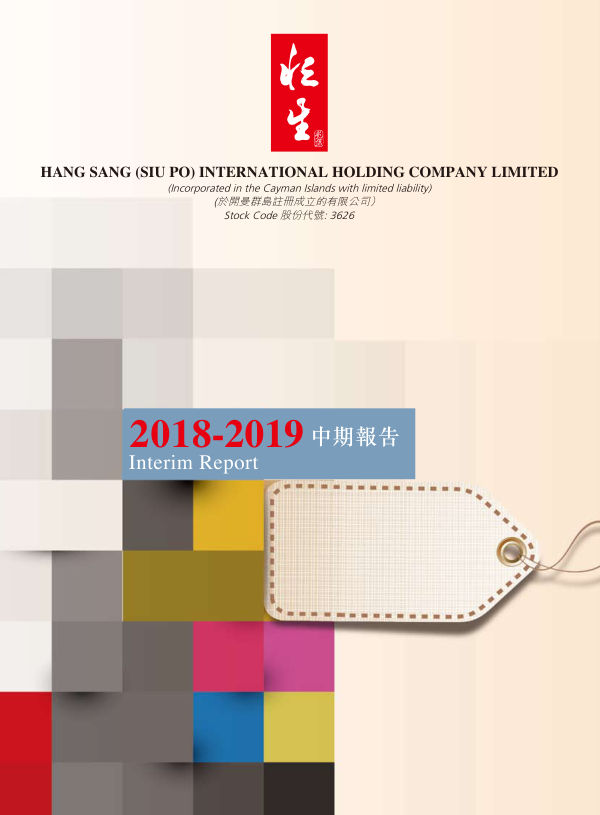 生
HANG SANG (SIU PO) INTERNATIONAL HOLDING COMPANY LIMITED
(Incorporated in the Cayman Islands with limited liability)
(於開曼群島註冊成立的有限公司)
Stock Code 股份代號: 3626
2018-2019 中期報告
Interim Report